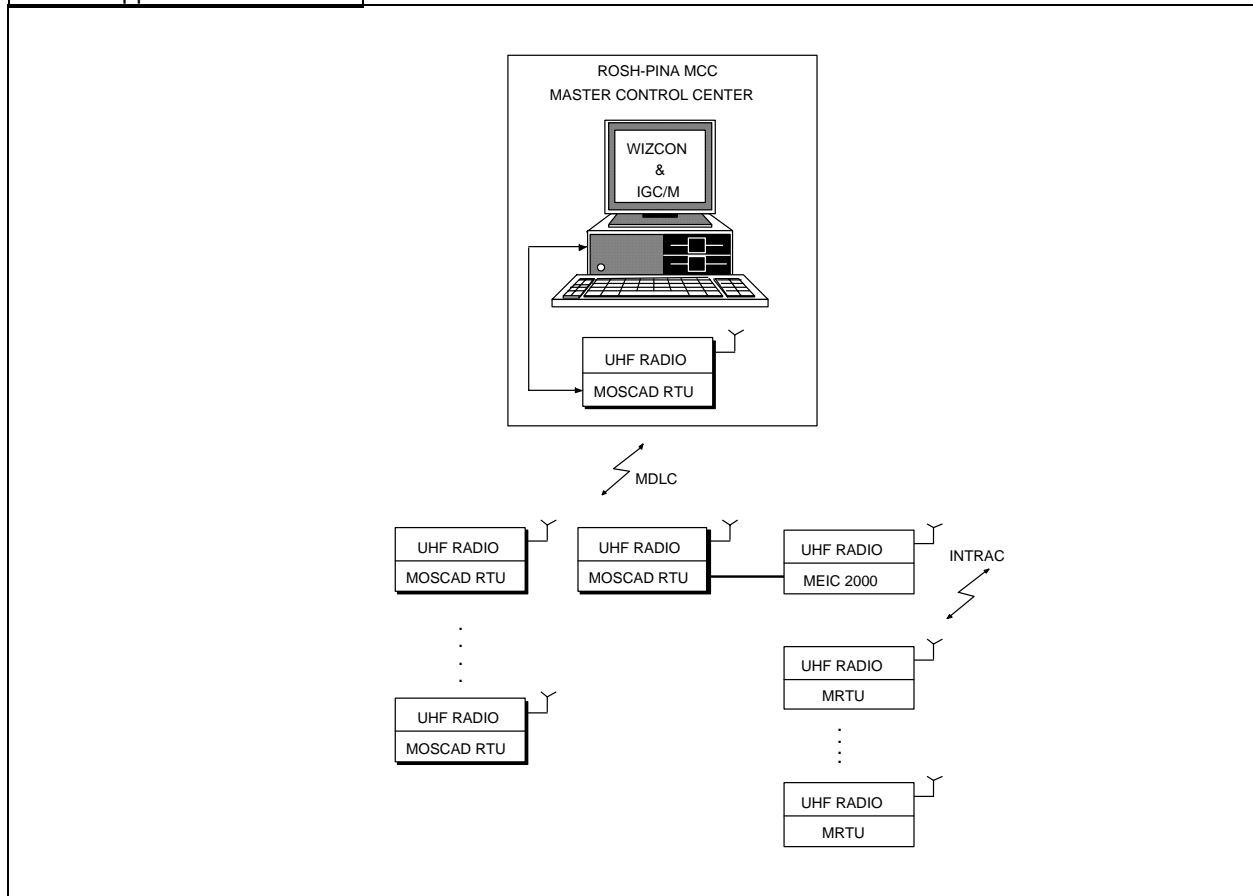 ROSH-PINA MCC
MASTER CONTROL CENTER
WIZCON
&
IGC/M
UHF RADIO
MOSCAD RTU
MDLC
UHF RADIO
MOSCAD RTU
UHF RADIO
MOSCAD RTU
UHF RADIO
MEIC 2000
INTRAC
UHF RADIO
MRTU
UHF RADIO
MOSCAD RTU
UHF RADIO
MRTU